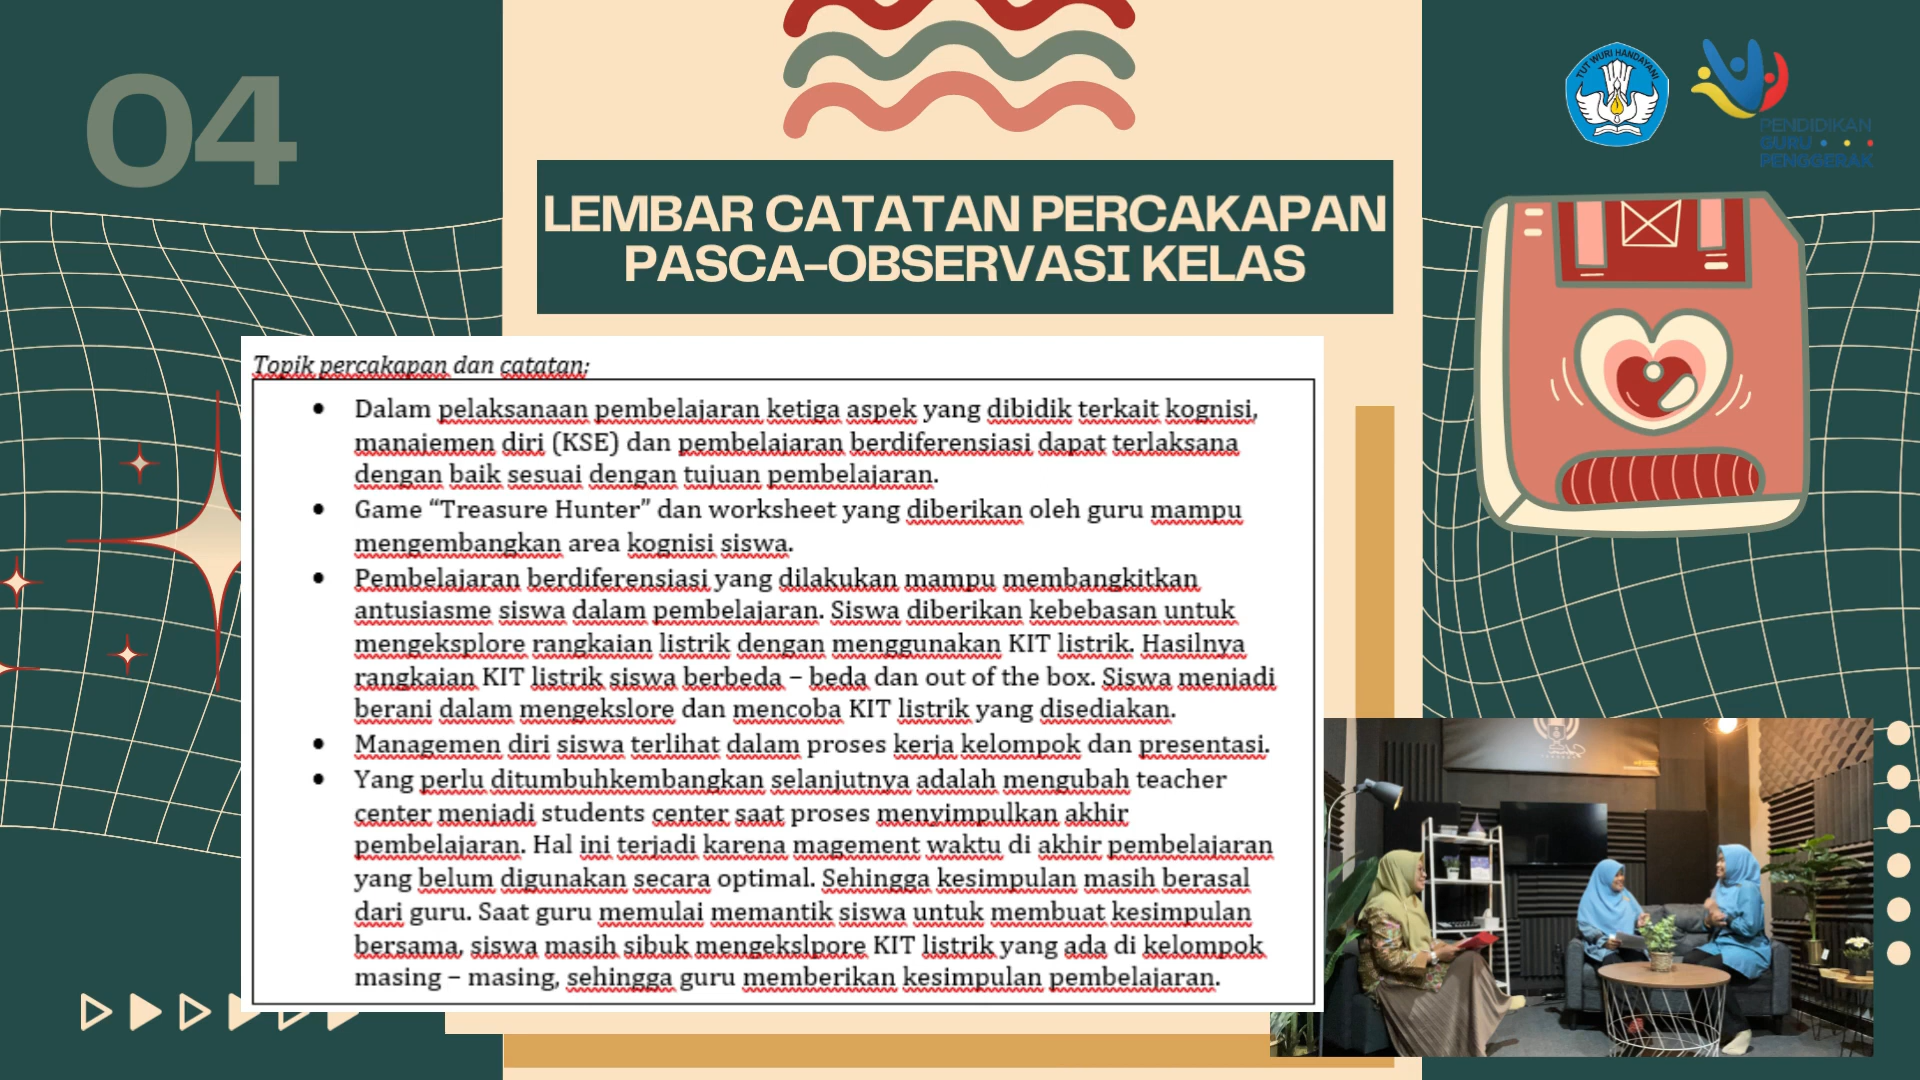 04
TUT WURI HANDAYANI
PENDIDIKAN
GURU
PENGGERAK
LEMBAR CATATAN PERCAKAPAN
PASCA-OBSERVASI KELAS
Topik percakapan dan catatan:
• Dalam pelaksanaan pembelajaran ketiga aspek yang dibidik terkait kognisi,
manajemen diri (KSE) dan pembelajaran berdiferensiasi dapat terlaksana
dengan baik sesuai dengan tujuan pembelajaran.
• Game “Treasure Hunter” dan worksheet yang diberikan oleh guru mampu
mengembangkan area kognisi siswa.
• Pembelajaran berdiferensiasi yang dilakukan mampu membangkitkan
antusiasme siswa dalam pembelajaran. Siswa diberikan kebebasan untuk
mengeksplore rangkaian listrik dengan menggunakan KIT listrik. Hasilnya
rangkaian KIT listrik siswa berbeda – beda dan out of the box. Siswa menjadi
berani dalam mengekslore dan mencoba KIT listrik yang disediakan.
• Managemen diri siswa terlihat dalam proses kerja kelompok dan presentasi.
• Yang perlu ditumbuhkembangkan selanjutnya adalah mengubah teacher
center menjadi students center saat proses menyimpulkan akhir
pembelajaran. Hal ini terjadi karena magement waktu di akhir pembelajaran
yang belum digunakan secara optimal. Sehingga kesimpulan masih berasal
dari guru. Saat guru memulai memantik siswa untuk membuat kesimpulan
bersama, siswa masih sibuk mengekslpore KIT listrik yang ada di kelompok
masing – masing, sehingga guru memberikan kesimpulan pembelajaran.